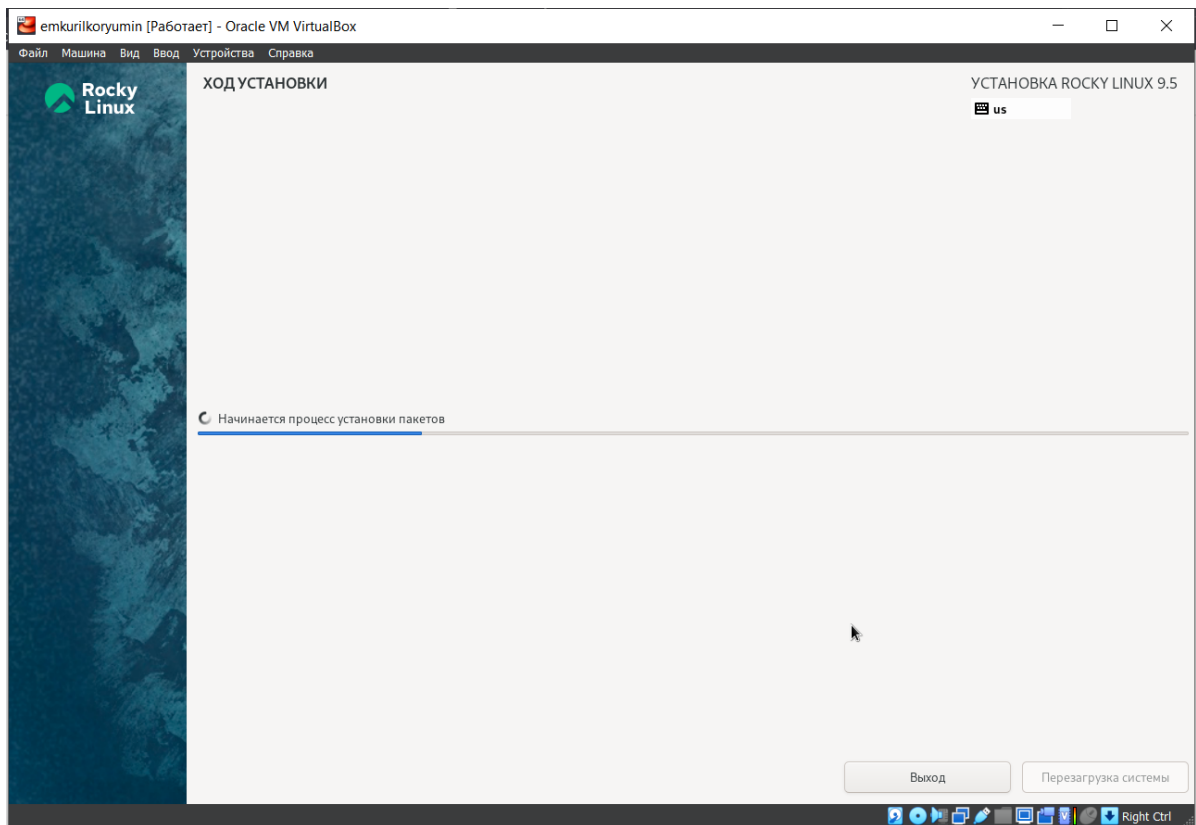 emkurilkoryumin [Работает] - Oracle VM VirtualBox
Файл Машина Вид Ввод Устройства Справка
Rocky
Linux
ХОД УСТАНОВКИ
УСТАНОВКА ROCKY LINUX 9.5
us
Начинается процесс установки пакетов
Выход
Перезагрузка системы
Right Ctrl